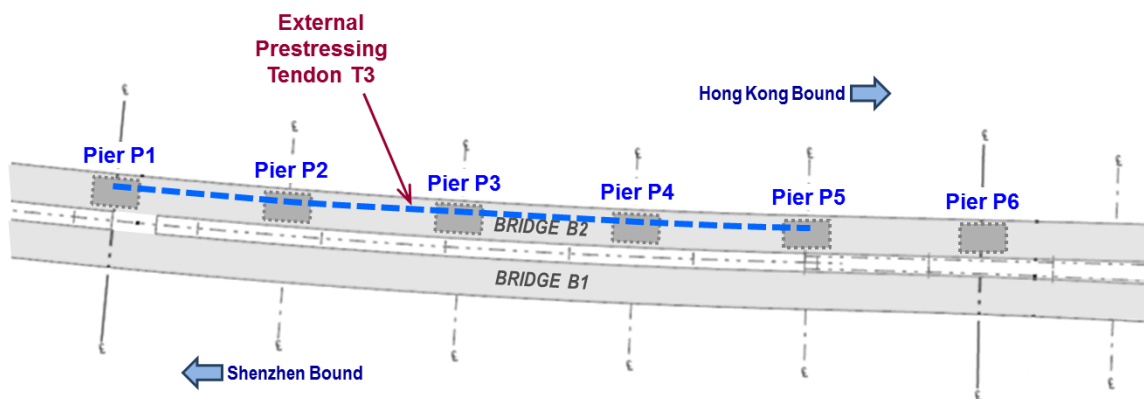 External
Prestressing
Tendon T3
Hong Kong Bound
Pier P1
Pier P2
Pier P3
Pier P4
Pier P5
Pier P6
BRIDGE B2
BRIDGE B1
Shenzhen Bound